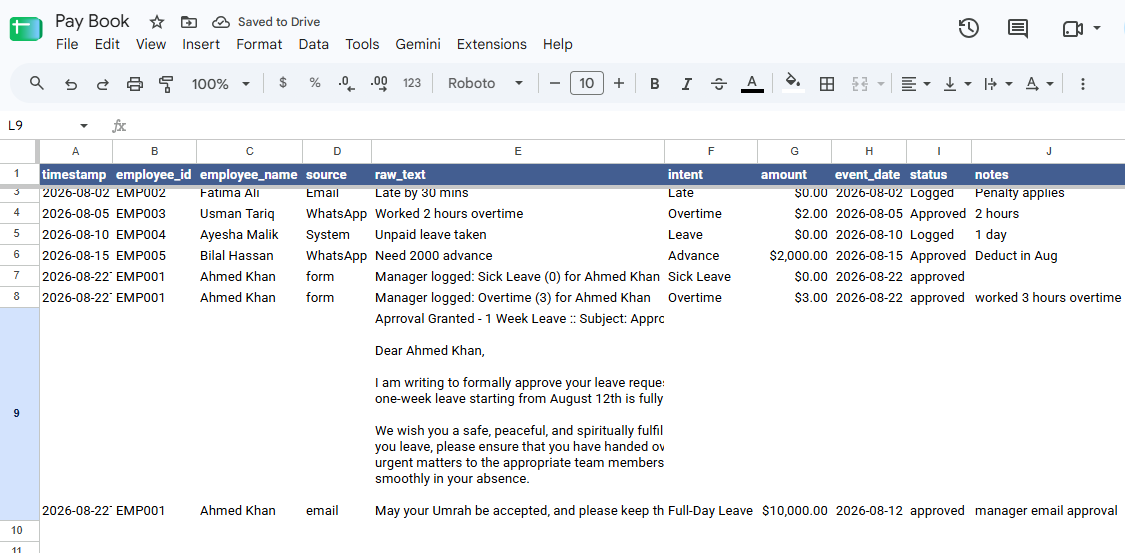 Pay Book Saved to Drive
File Edit View Insert Format Data Tools Gemini Extensions Help
100% $ % .0 .00 123 Roboto 10 B I S A
L9 fx
A B C D E F G H I J
1 timestamp employee_id employee_name source raw_text intent amount event_date status notes
3 2026-08-02 EMP002 Fatima Ali Email Late by 30 mins Late $0.00 2026-08-02 Logged Penalty applies
4 2026-08-05 EMP003 Usman Tariq WhatsApp Worked 2 hours overtime Overtime $2.00 2026-08-05 Approved 2 hours
5 2026-08-10 EMP004 Ayesha Malik System Unpaid leave taken Leave $0.00 2026-08-10 Logged 1 day
6 2026-08-15 EMP005 Bilal Hassan WhatsApp Need 2000 advance Advance $2,000.00 2026-08-15 Approved Deduct in Aug
7 2026-08-22 EMP001 Ahmed Khan form Manager logged: Sick Leave (0) for Ahmed Khan Sick Leave $0.00 2026-08-22 approved
8 2026-08-22 EMP001 Ahmed Khan form Manager logged: Overtime (3) for Ahmed Khan Overtime $3.00 2026-08-22 approved worked 3 hours overtime
Aprroval Granted - 1 Week Leave :: Subject: Appro
Dear Ahmed Khan,
I am writing to formally approve your leave reque
one-week leave starting from August 12th is fully
9
We wish you a safe, peaceful, and spiritually fulfil
you leave, please ensure that you have handed ov
urgent matters to the appropriate team members
smoothly in your absence.
2026-08-22 EMP001 Ahmed Khan email May your Umrah be accepted, and please keep th Full-Day Leave $10,000.00 2026-08-12 approved manager email approval
10
11